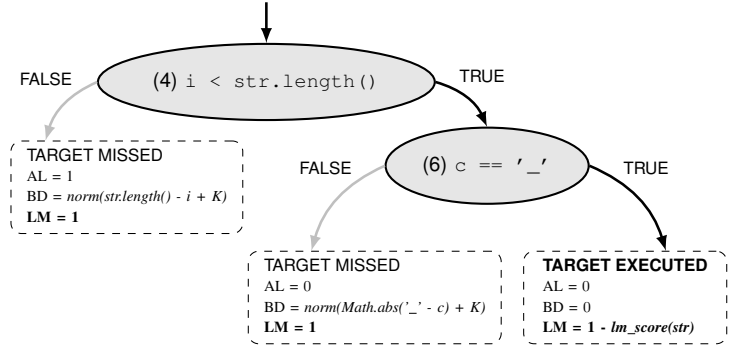 (4) i < str.length()
FALSE
TRUE
TARGET MISSED
AL = 1
BD = norm(str.length() - i + K)
LM = 1
(6) c == '_'
FALSE
TRUE
TARGET MISSED
AL = 0
BD = norm(Math.abs('_' - c) + K)
LM = 1
TARGET EXECUTED
AL = 0
BD = 0
LM = 1 - lm_score(str)